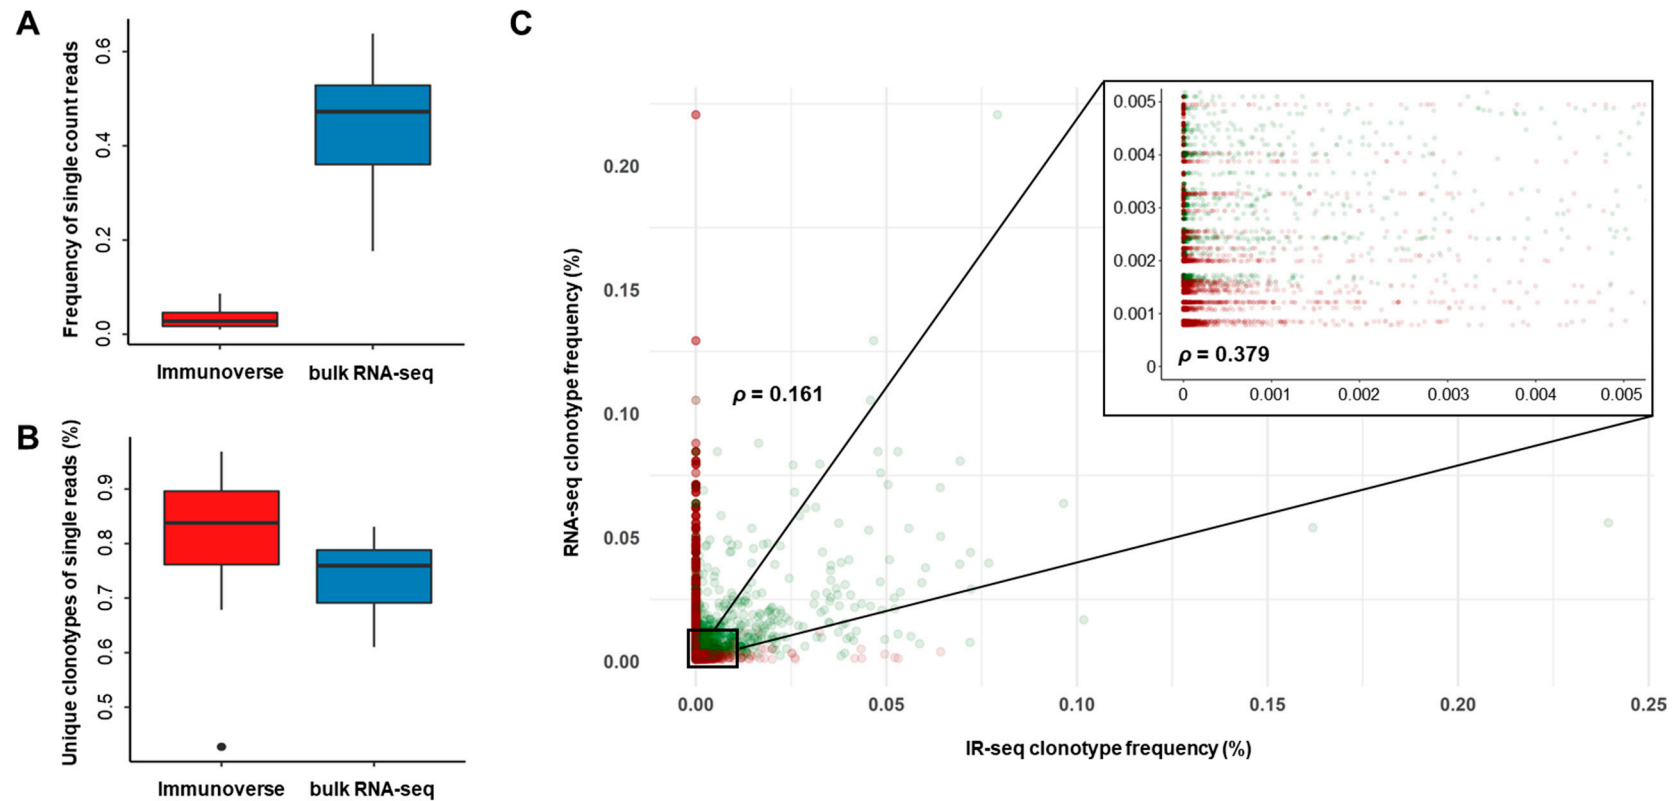 A
Frequency of single count reads
0.6
0.4
0.2
0.0
Immunoverse
bulk RNA-seq
B
Unique clonotypes of single reads (%)
0.9
0.8
0.7
0.6
0.5
Immunoverse
bulk RNA-seq
C
RNA-seq clonotype frequency (%)
0.20
0.15
0.10
0.05
0.00
ρ = 0.161
0.00
0.05
0.10
0.15
0.20
0.25
IR-seq clonotype frequency (%)
0.005
0.004
0.003
0.002
0.001
0
ρ = 0.379
0
0.001
0.002
0.003
0.004
0.005